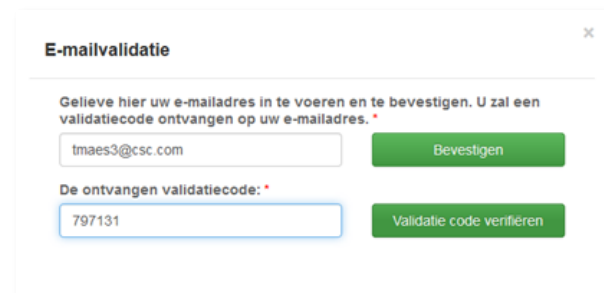 ×
E-mailvalidatie
Gelieve hier uw e-mailadres in te voeren en te bevestigen. U zal een
validatiecode ontvangen op uw e-mailadres. *
tmaes3@csc.com
Bevestigen
De ontvangen validatiecode: *
797131
Validatie code verifiëren